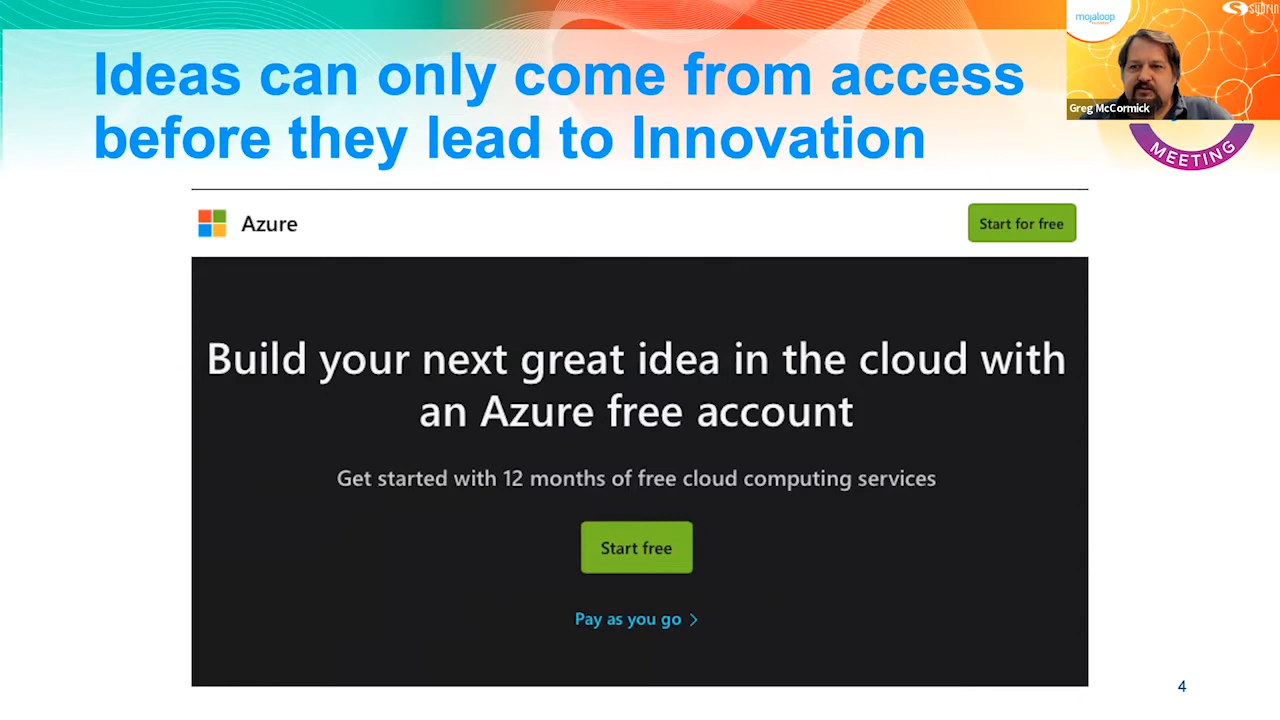 Ideas can only come from access
before they lead to Innovation
mojaloop
sybrin
Greg McCormick
MEETING
Azure
Start for free
Build your next great idea in the cloud with
an Azure free account
Get started with 12 months of free cloud computing services
Start free
Pay as you go >
4